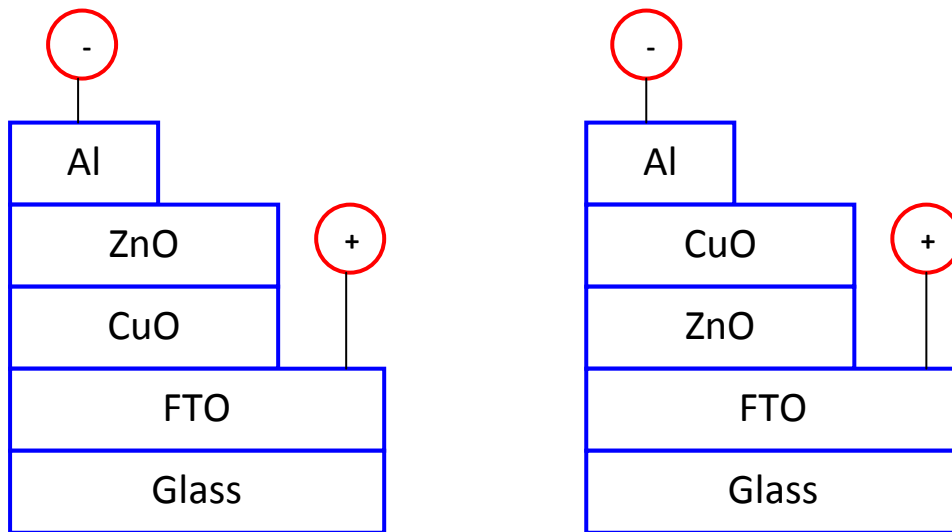 -
Al
ZnO
+
CuO
FTO
Glass
-
Al
CuO
+
ZnO
FTO
Glass